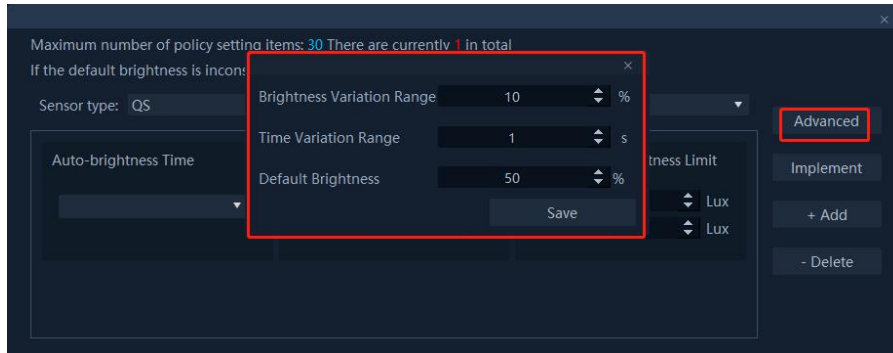 Maximum number of policy setting items: 30 There are currently 1 in total
If the default brightness is incons
Sensor type: QS
Brightness Variation Range 10 %
Time Variation Range 1 s
Default Brightness 50 %
Save
Auto-brightness Time
tness Limit
Lux
Lux
Advanced
Implement
+ Add
- Delete